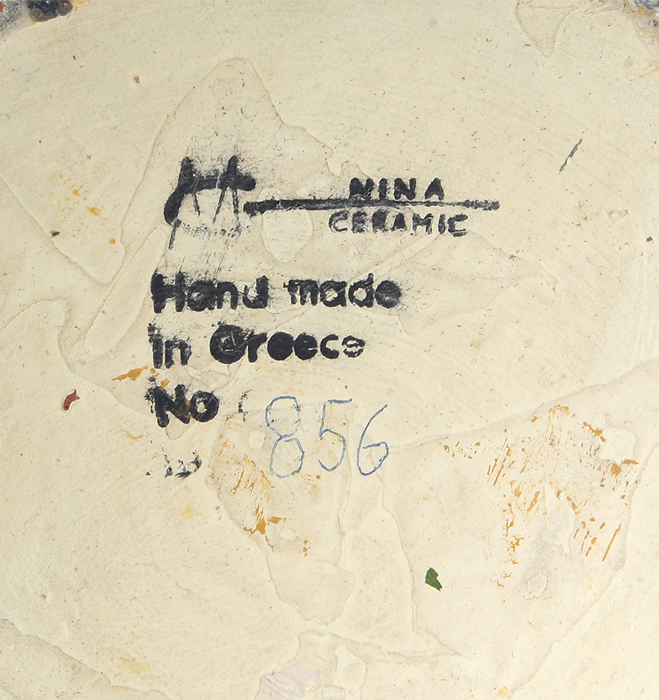 NINA
CERAMIC
Hand made
in Greece
No 856